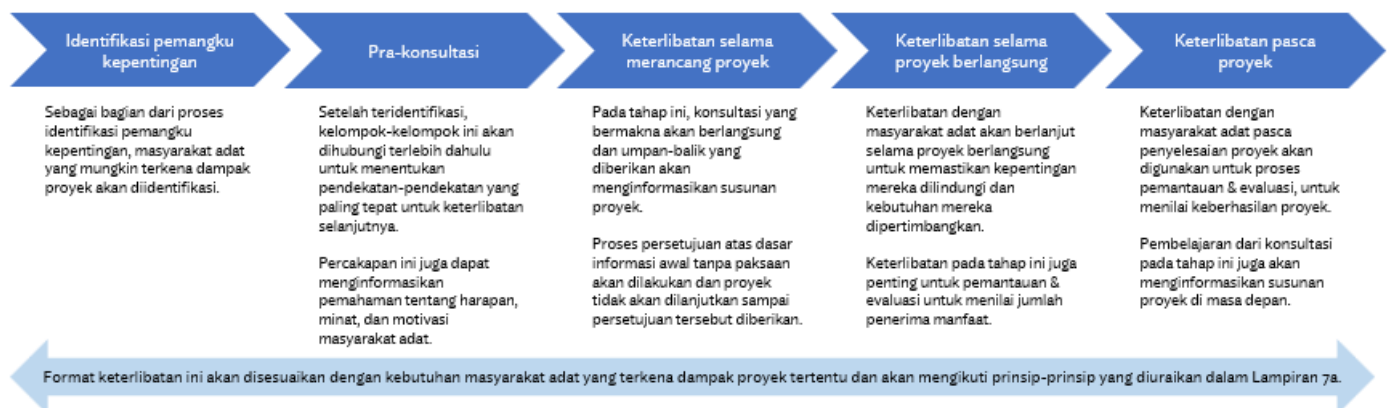 Identifikasi pemangku
kepentingan
Sebagai bagian dari proses
identifikasi pemangku
kepentingan, masyarakat adat
yang mungkin terkena dampak
proyek akan diidentifikasi.
Pra-konsultasi
Setelah teridentifikasi,
kelompok-kelompok ini akan
dihubungi terlebih dahulu
untuk menentukan
pendekatan-pendekatan yang
paling tepat untuk keterlibatan
selanjutnya.
Percakapan ini juga dapat
menginformasikan
pemahaman tentang harapan,
minat, dan motivasi
masyarakat adat.
Keterlibatan selama
merancang proyek
Pada tahap ini, konsultasi yang
bermakna akan berlangsung
dan umpan-balik yang
diberikan akan
menginformasikan susunan
proyek.
Proses persetujuan atas dasar
informasi awal tanpa paksaan
akan dilakukan dan proyek
tidak akan dilanjutkan sampai
persetujuan tersebut diberikan.
Keterlibatan selama
proyek berlangsung
Keterlibatan dengan
masyarakat adat akan berlanjut
selama proyek berlangsung
untuk memastikan kepentingan
mereka dilindungi dan
kebutuhan mereka
dipertimbangkan.
Keterlibatan pada tahap ini juga
penting untuk pemantauan &
evaluasi untuk menilai jumlah
penerima manfaat.
Keterlibatan pasca
proyek
Keterlibatan dengan
masyarakat adat pasca
penyelesaian proyek akan
digunakan untuk proses
pemantauan & evaluasi, untuk
menilai keberhasilan proyek.
Pembelajaran dari konsultasi
pada tahap ini juga akan
menginformasikan susunan
proyek di masa depan.
Format keterlibatan ini akan disesuaikan dengan kebutuhan masyarakat adat yang terkena dampak proyek tertentu dan akan mengikuti prinsip-prinsip yang diuraikan dalam Lampiran 7a.